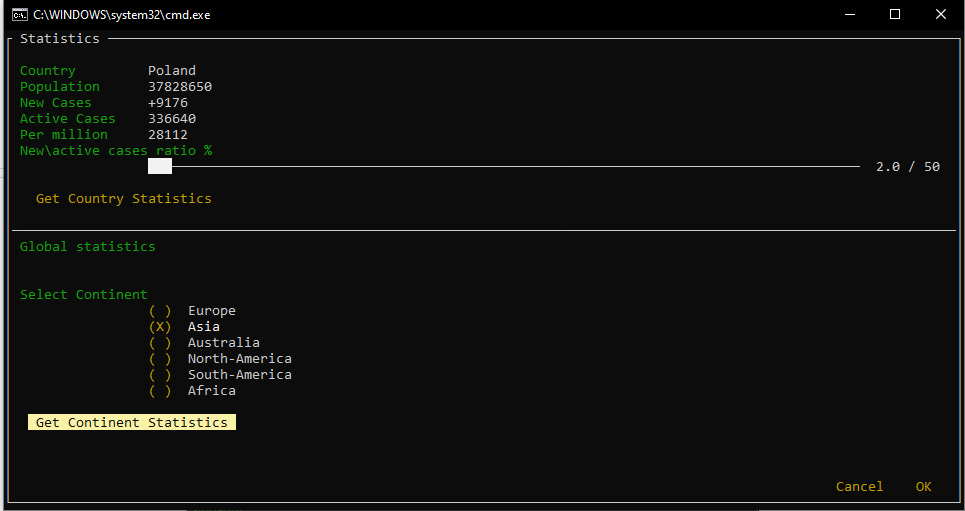 C:\WINDOWS\system32\cmd.exe
Statistics
Country Poland
Population 37828650
New Cases +9176
Active Cases 336640
Per million 28112
New\active cases ratio %
2.0 / 50
Get Country Statistics
Global statistics
Select Continent
( ) Europe
(X) Asia
( ) Australia
( ) North-America
( ) South-America
( ) Africa
Get Continent Statistics
Cancel OK